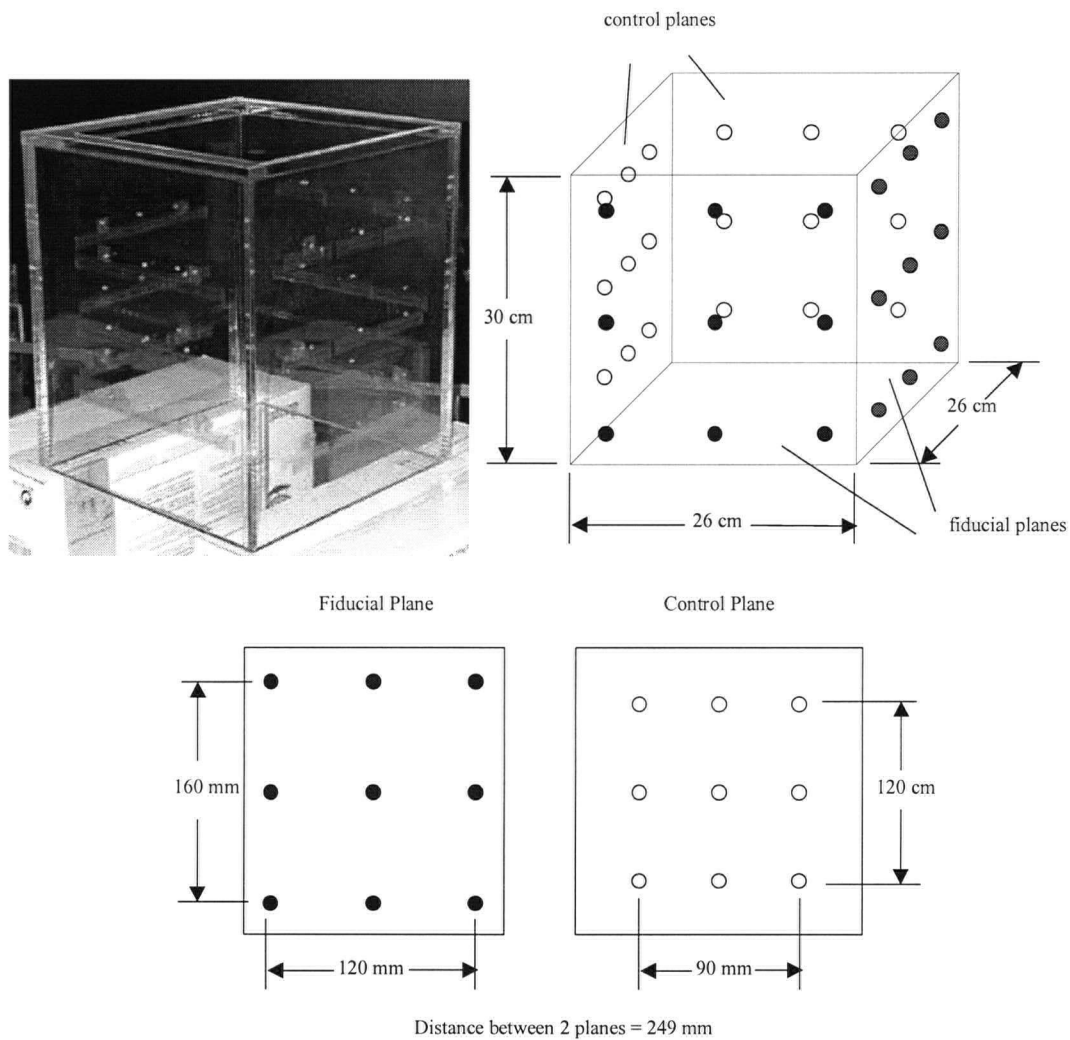 control planes
30 cm
26 cm
26 cm
fiducial planes
Fiducial Plane
Control Plane
160 mm
120 cm
120 mm
90 mm
Distance between 2 planes = 249 mm